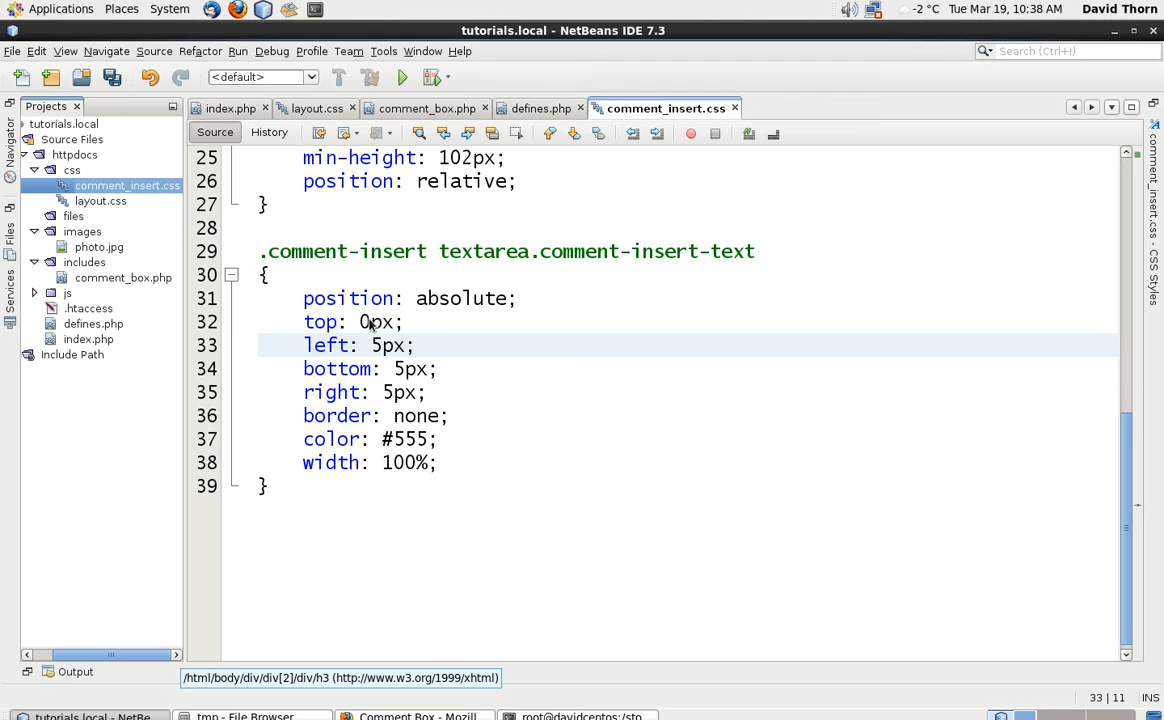 Applications Places System -2 °C Tue Mar 19, 10:38 AM David Thorn
tutorials.local - NetBeans IDE 7.3
File Edit View Navigate Source Refactor Run Debug Profile Team Tools Window Help Search (Ctrl+I)
<default>
Projects index.php layout.css comment_box.php defines.php comment_insert.css
Source History
tutorials.local
Source Files
httpdocs
css
comment_insert.css
layout.css
files
images
photo.jpg
includes
comment_box.php
js
.htaccess
defines.php
index.php
Include Path
Navigator
Files
Services
25 min-height: 102px;
26 position: relative;
27 }
28
29 .comment-insert textarea.comment-insert-text
30 {
31 position: absolute;
32 top: 0px;
33 left: 5px;
34 bottom: 5px;
35 right: 5px;
36 border: none;
37 color: #555;
38 width: 100%;
39 }
comment_insert.css - CSS Styles
Output
/html/body/div/div[2]/div/h3 (http://www.w3.org/1999/xhtml)
33 | 11 INS
tutorials.local - NetBe... tmp - File Browser Comment Box - Mozill... root@davidcentos:/sto...